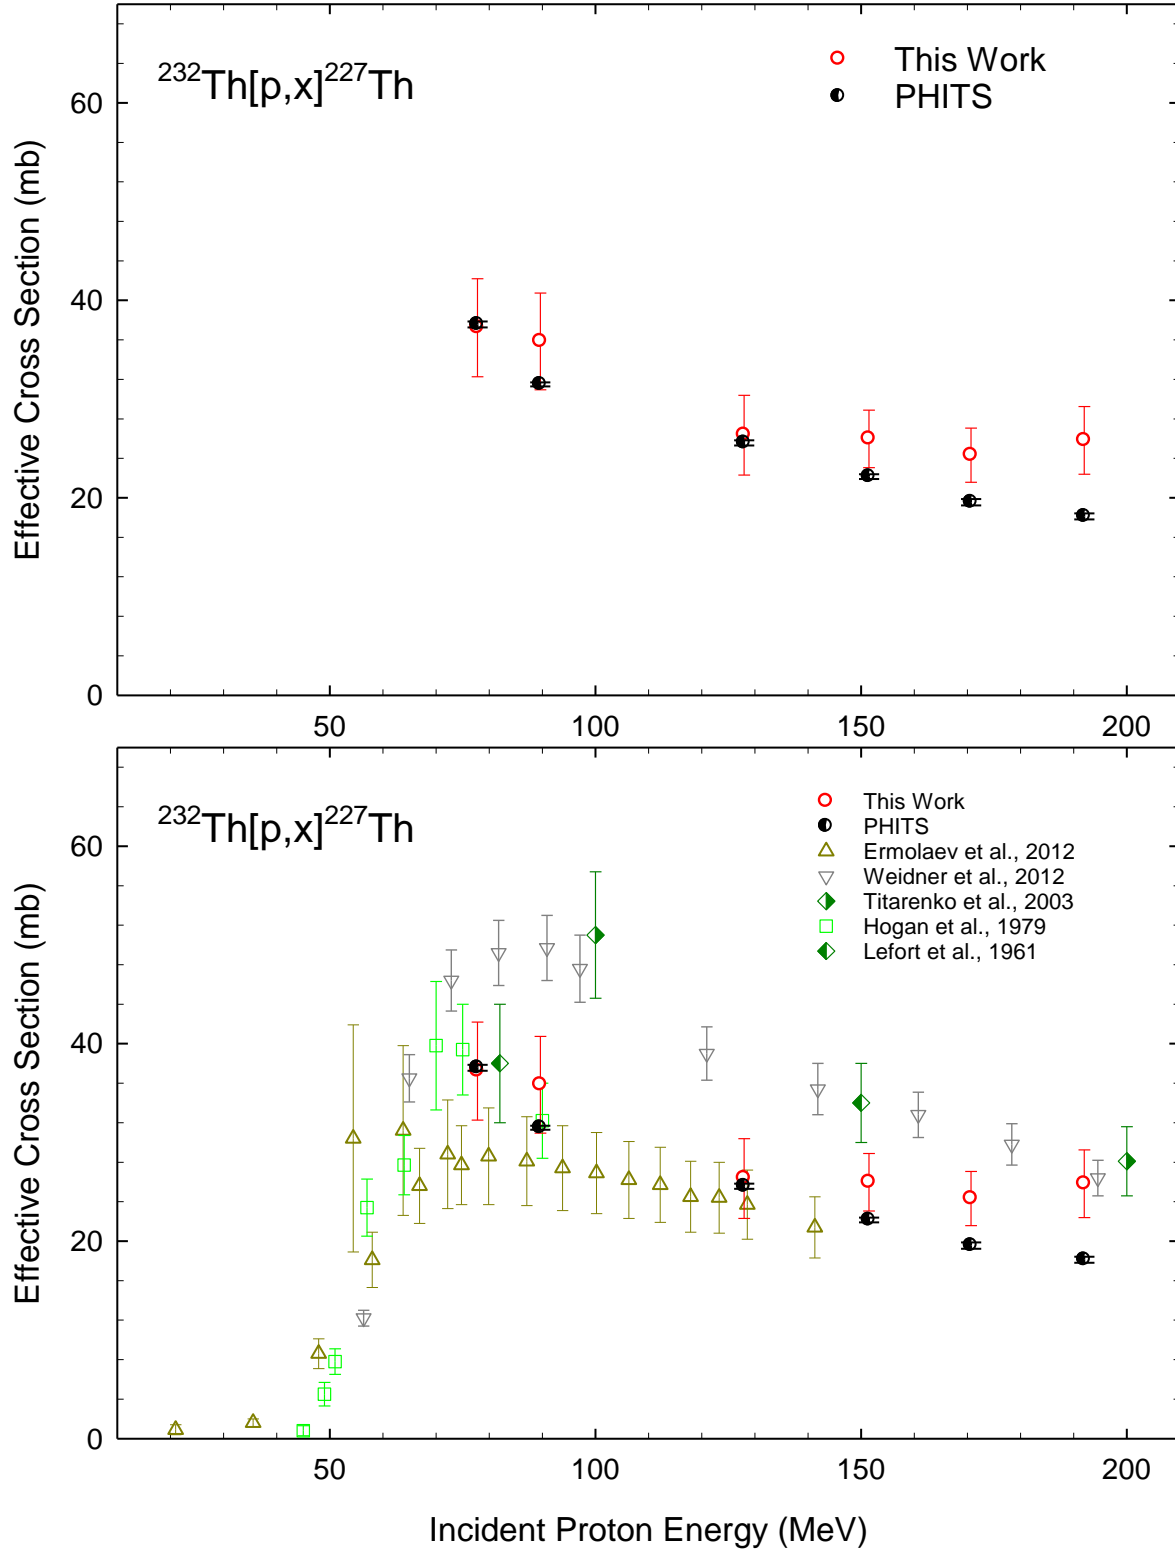 ²³²Th[p,x]²²⁷Th
This Work
PHITS
Effective Cross Section (mb)
60
40
20
0
50 100 150 200
²³²Th[p,x]²²⁷Th
This Work
PHITS
Ermolaev et al., 2012
Weidner et al., 2012
Titarenko et al., 2003
Hogan et al., 1979
Lefort et al., 1961
Effective Cross Section (mb)
60
40
20
0
50 100 150 200
Incident Proton Energy (MeV)